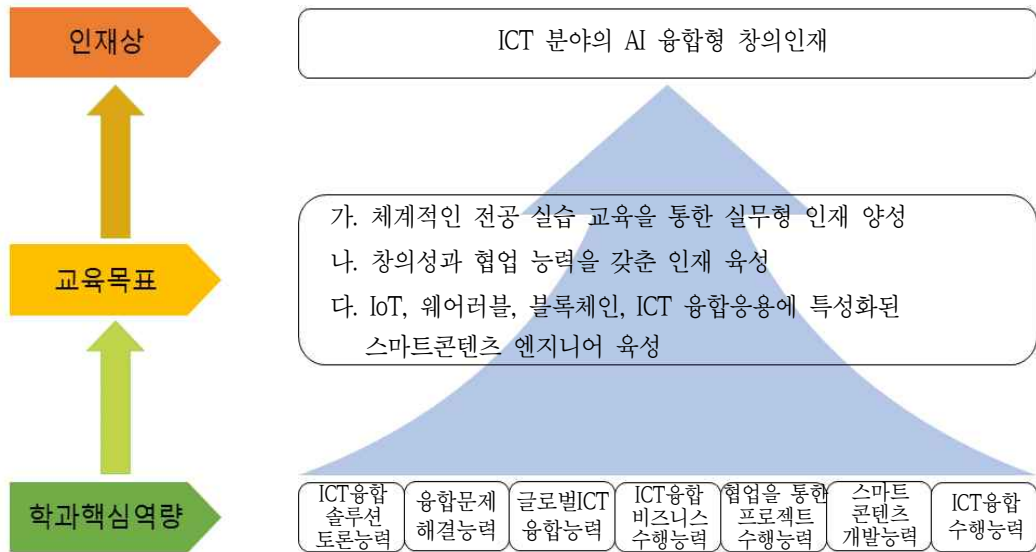 인재상
ICT 분야의 AI 융합형 창의인재
교육목표
가. 체계적인 전공 실습 교육을 통한 실무형 인재 양성
나. 창의성과 협업 능력을 갖춘 인재 육성
다. IoT, 웨어러블, 블록체인, ICT 융합응용에 특성화된
스마트콘텐츠 엔지니어 육성
학과핵심역량
ICT융합
솔루션
토론능력
융합문제
해결능력
글로벌ICT
융합능력
ICT융합
비즈니스
수행능력
협업을 통한
프로젝트
수행능력
스마트
콘텐츠
개발능력
ICT융합
수행능력